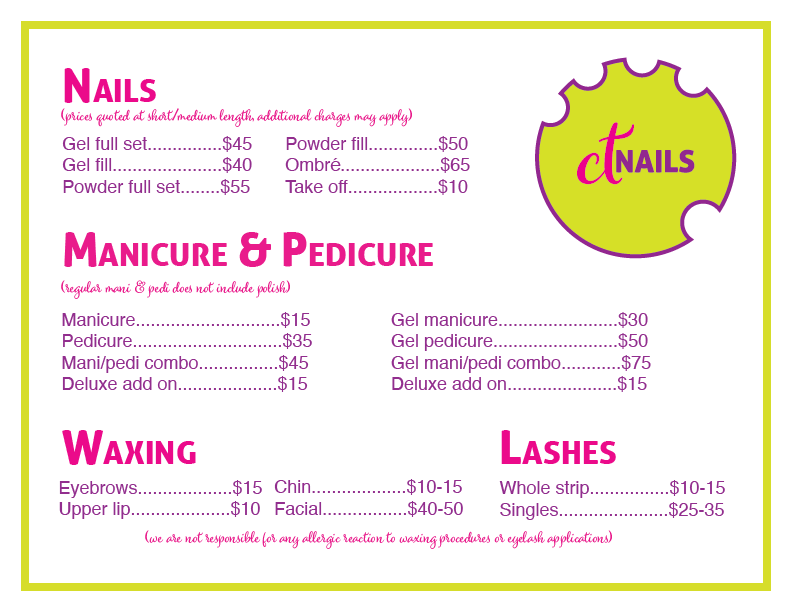 NAILS
(prices quoted at short/medium length, additional charges may apply)
Gel full set...............$45 Powder fill..............$50
Gel fill......................$40 Ombré....................$65
Powder full set........$55 Take off..................$10
ct NAILS
MANICURE & PEDICURE
(regular mani & pedi does not include polish)
Manicure.............................$15 Gel manicure........................$30
Pedicure..............................$35 Gel pedicure.........................$50
Mani/pedi combo................$45 Gel mani/pedi combo............$75
Deluxe add on....................$15 Deluxe add on......................$15
WAXING LASHES
Eyebrows...................$15 Chin...................$10-15 Whole strip................$10-15
Upper lip....................$10 Facial.................$40-50 Singles......................$25-35
(we are not responsible for any allergic reaction to waxing procedures or eyelash applications)